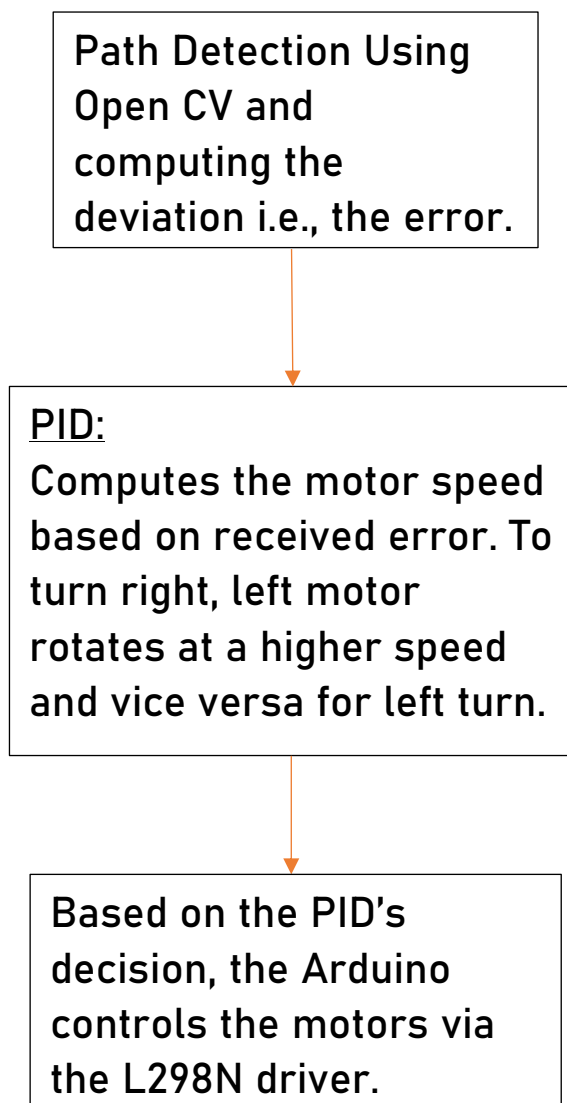 Path Detection Using
Open CV and
computing the
deviation i.e., the error.
PID:
Computes the motor speed
based on received error. To
turn right, left motor
rotates at a higher speed
and vice versa for left turn.
Based on the PID’s
decision, the Arduino
controls the motors via
the L298N driver.